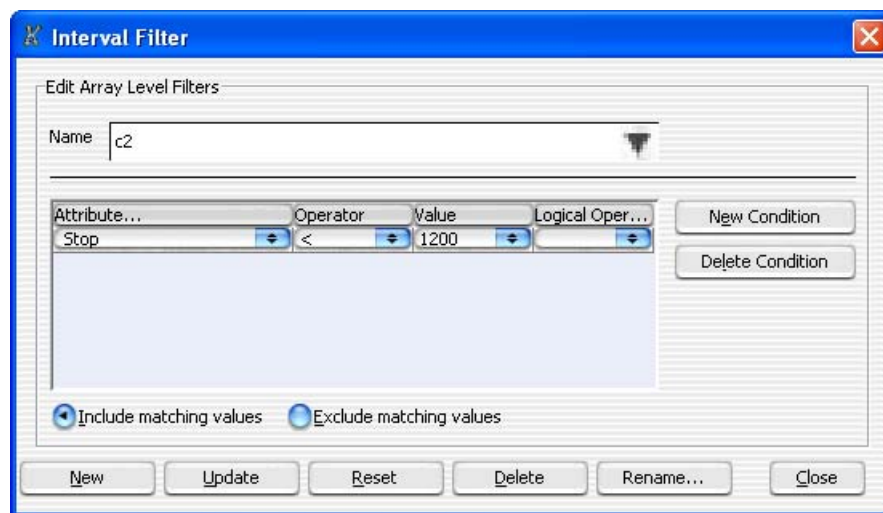 Interval Filter
Edit Array Level Filters
Name c2
Attribute... Operator Value Logical Oper...
Stop < 1200
New Condition
Delete Condition
Include matching values Exclude matching values
New Update Reset Delete Rename... Close